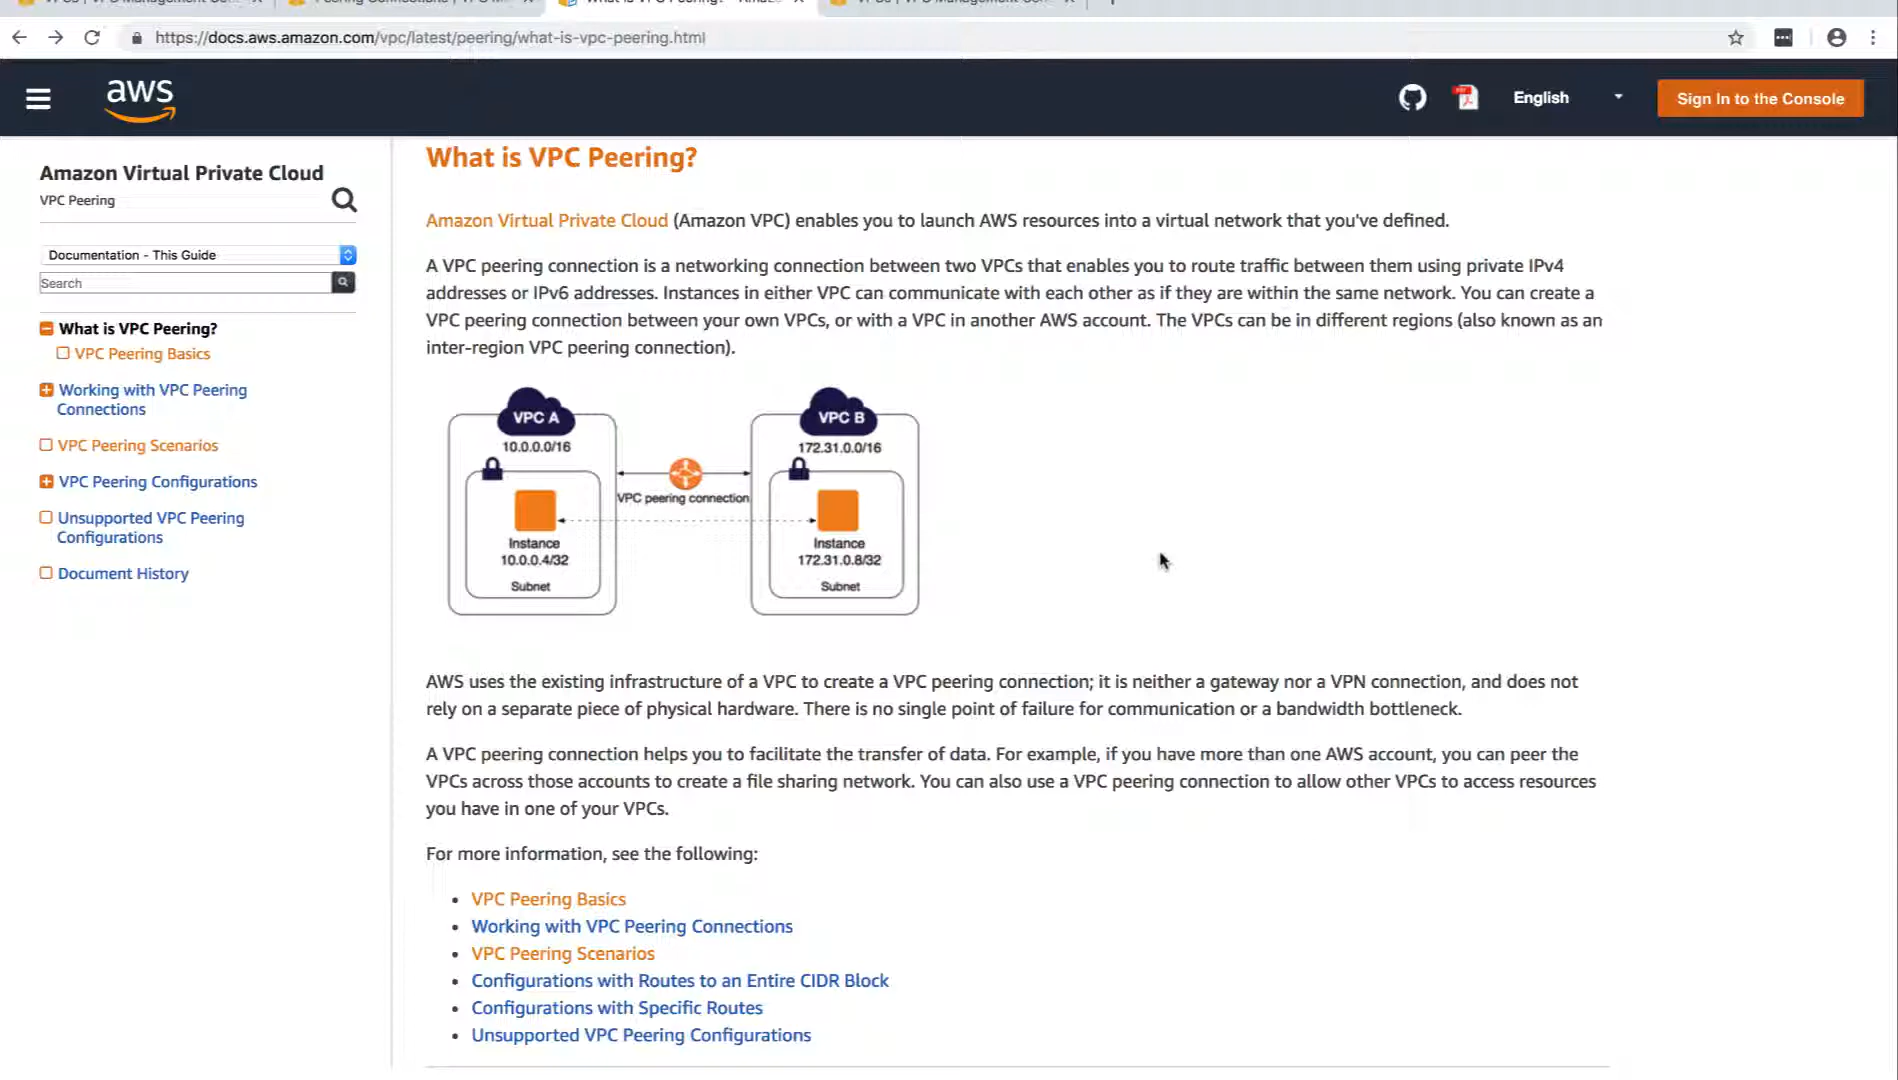 https://docs.aws.amazon.com/vpc/latest/peering/what-is-vpc-peering.html
aws
English
Sign In to the Console
Amazon Virtual Private Cloud
VPC Peering
Documentation - This Guide
Search
What is VPC Peering?
VPC Peering Basics
Working with VPC Peering
Connections
VPC Peering Scenarios
VPC Peering Configurations
Unsupported VPC Peering
Configurations
Document History
What is VPC Peering?
Amazon Virtual Private Cloud (Amazon VPC) enables you to launch AWS resources into a virtual network that you've defined.
A VPC peering connection is a networking connection between two VPCs that enables you to route traffic between them using private IPv4
addresses or IPv6 addresses. Instances in either VPC can communicate with each other as if they are within the same network. You can create a
VPC peering connection between your own VPCs, or with a VPC in another AWS account. The VPCs can be in different regions (also known as an
inter-region VPC peering connection).
VPC A
10.0.0.0/16
Instance
10.0.0.4/32
Subnet
VPC peering connection
VPC B
172.31.0.0/16
Instance
172.31.0.8/32
Subnet
AWS uses the existing infrastructure of a VPC to create a VPC peering connection; it is neither a gateway nor a VPN connection, and does not
rely on a separate piece of physical hardware. There is no single point of failure for communication or a bandwidth bottleneck.
A VPC peering connection helps you to facilitate the transfer of data. For example, if you have more than one AWS account, you can peer the
VPCs across those accounts to create a file sharing network. You can also use a VPC peering connection to allow other VPCs to access resources
you have in one of your VPCs.
For more information, see the following:
• VPC Peering Basics
• Working with VPC Peering Connections
• VPC Peering Scenarios
• Configurations with Routes to an Entire CIDR Block
• Configurations with Specific Routes
• Unsupported VPC Peering Configurations